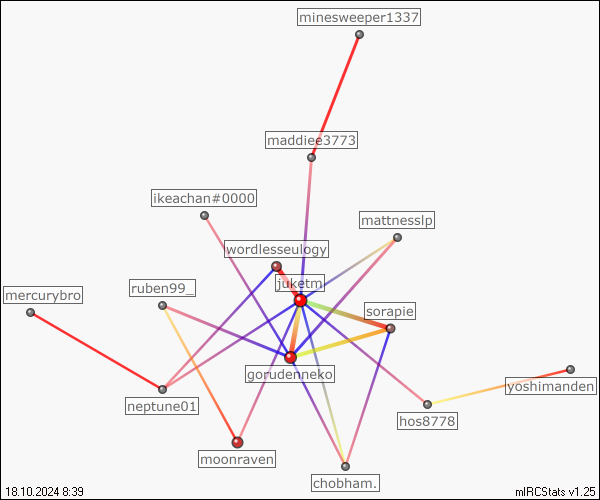 minesweeper1337
maddiee3773
ikeachan#0000
mattnesslp
wordlesseulogy
juketm
ruben99_
mercurybro
sorapie
gorudenneko
yoshimanden
neptune01
hos8778
moonraven
chobham.
18.10.2024 8:39
mIRCStats v1.25